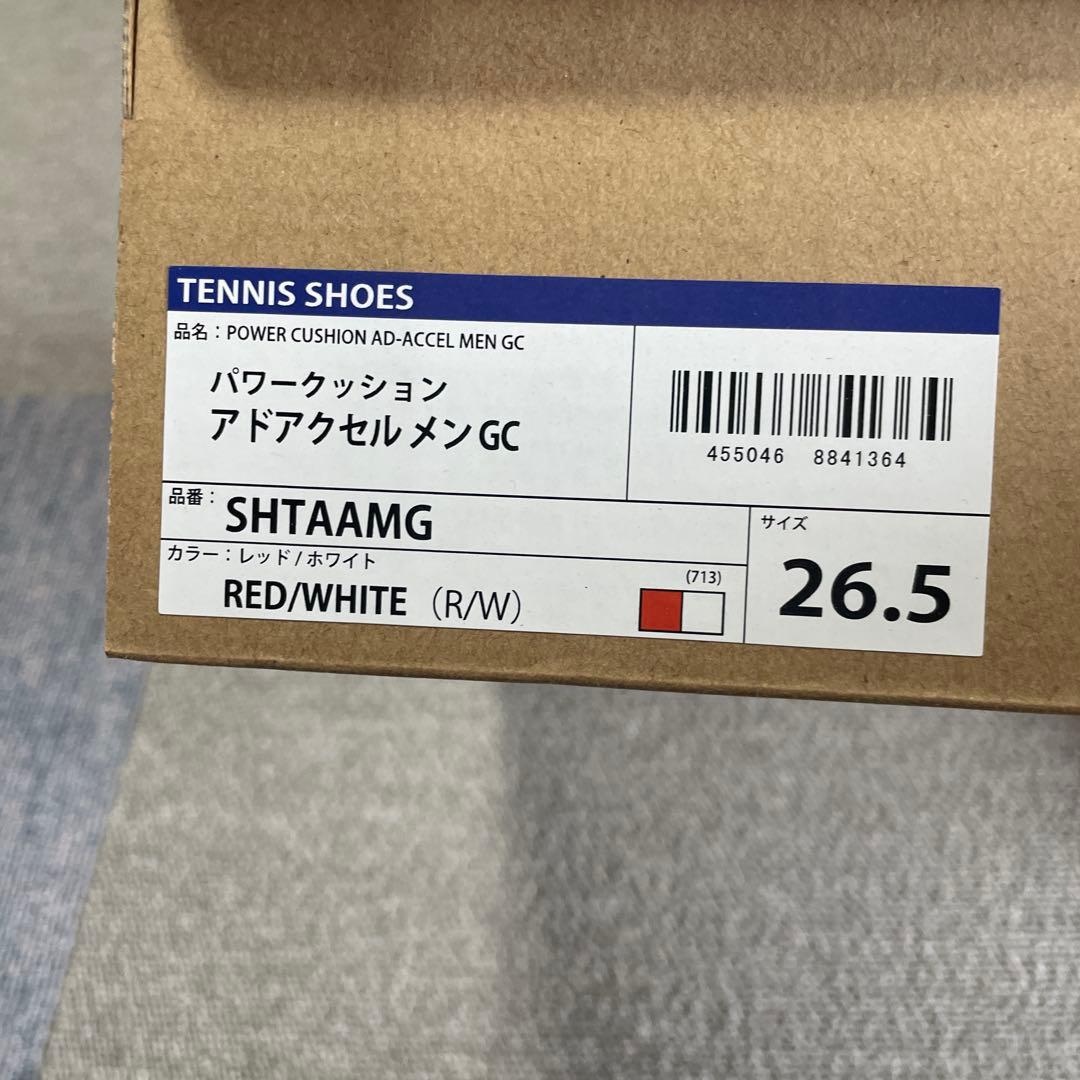 TENNIS SHOES
品名：POWER CUSHION AD-ACCEL MEN GC
パワークッション
アドアクセル メン GC
455046 8841364
品番：SHTAAMG
サイズ
26.5
カラー：レッド/ホワイト
(713)
RED/WHITE（R/W）